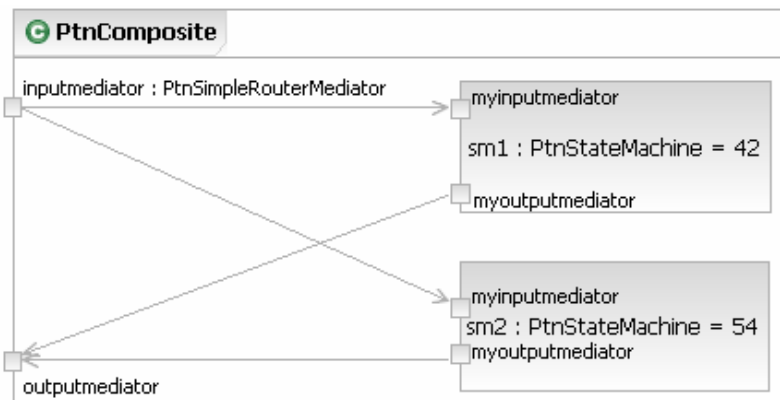 C PtnComposite
inputmediator : PtnSimpleRouterMediator
myinputmediator
sm1 : PtnStateMachine = 42
myoutputmediator
myinputmediator
sm2 : PtnStateMachine = 54
myoutputmediator
outputmediator